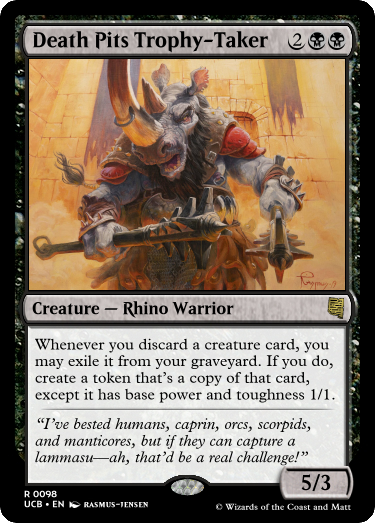 Death Pits Trophy-Taker 2
Creature — Rhino Warrior
Whenever you discard a creature card, you
may exile it from your graveyard. If you do,
create a token that's a copy of that card,
except it has base power and toughness 1/1.
“I've bested humans, caprin, orcs, scorpids,
and manticores, but if they can capture a
lammasu—ah, that'd be a real challenge!”
5/3
R 0098
UCB • EN RASMUS-JENSEN
© Wizards of the Coast and Matt